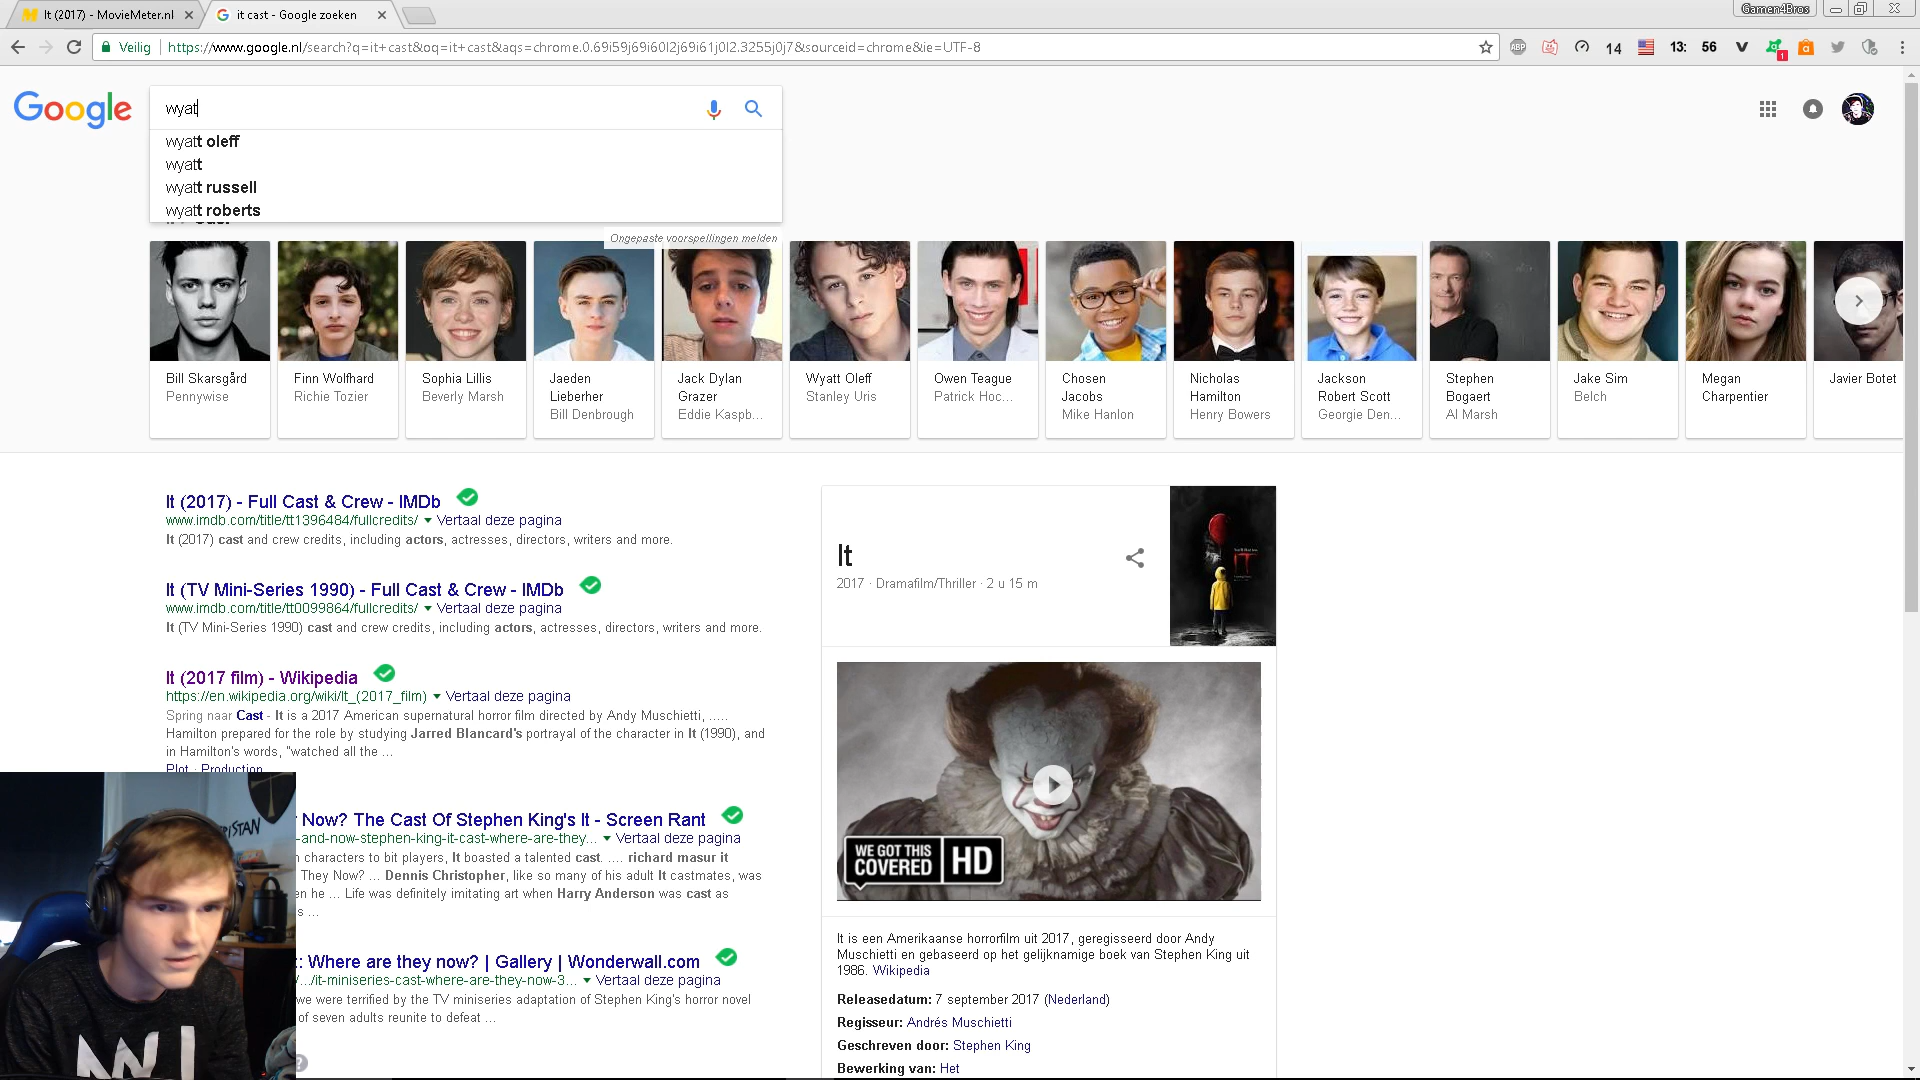 It (2017) - MovieMeter.nl
it cast - Google zoeken
Gamen4Bros
Veilig
https://www.google.nl/search?q=it+cast&oq=it+cast&aqs=chrome.0.69i59j69i60l2j69i61j0l2.3255j0j7&sourceid=chrome&ie=UTF-8
ABP
14
13:
56
1
Google
wyat
wyatt oleff
wyatt
wyatt russell
wyatt roberts
Ongepaste voorspellingen melden
Bill Skarsgård
Pennywise
Finn Wolfhard
Richie Tozier
Sophia Lillis
Beverly Marsh
Jaeden
Lieberher
Bill Denbrough
Jack Dylan
Grazer
Eddie Kaspb...
Wyatt Oleff
Stanley Uris
Owen Teague
Patrick Hoc...
Chosen
Jacobs
Mike Hanlon
Nicholas
Hamilton
Henry Bowers
Jackson
Robert Scott
Georgie Den...
Stephen
Bogaert
Al Marsh
Jake Sim
Belch
Megan
Charpentier
Javier Botet
It (2017) - Full Cast & Crew - IMDb
www.imdb.com/title/tt1396484/fullcredits/ Vertaal deze pagina
It (2017) cast and crew credits, including actors, actresses, directors, writers and more.
It (TV Mini-Series 1990) - Full Cast & Crew - IMDb
www.imdb.com/title/tt0099864/fullcredits/ Vertaal deze pagina
It (TV Mini-Series 1990) cast and crew credits, including actors, actresses, directors, writers and more.
It (2017 film) - Wikipedia
https://en.wikipedia.org/wiki/It_(2017_film) Vertaal deze pagina
Spring naar Cast - It is a 2017 American supernatural horror film directed by Andy Muschietti, .....
Hamilton prepared for the role by studying Jarred Blancard's portrayal of the character in It (1990), and
in Hamilton's words, "watched all the ...
Plot · Production
Now? The Cast Of Stephen King's It - Screen Rant
-and-now-stephen-king-it-cast-where-are-they... Vertaal deze pagina
characters to bit players, It boasted a talented cast. .... richard masur it
They Now? ... Dennis Christopher, like so many of his adult It castmates, was
he ... Life was definitely imitating art when Harry Anderson was cast as
s ...
: Where are they now? | Gallery | Wonderwall.com
/.../it-miniseries-cast-where-are-they-now-3... Vertaal deze pagina
we were terrified by the TV miniseries adaptation of Stephen King's horror novel
of seven adults reunite to defeat ...
It
2017 · Dramafilm/Thriller · 2 u 15 m
IT
WE GOT THIS
COVERED HD
It is een Amerikaanse horrorfilm uit 2017, geregisseerd door Andy
Muschietti en gebaseerd op het gelijknamige boek van Stephen King uit
1986. Wikipedia
Releasedatum: 7 september 2017 (Nederland)
Regisseur: Andrés Muschietti
Geschreven door: Stephen King
Bewerking van: Het